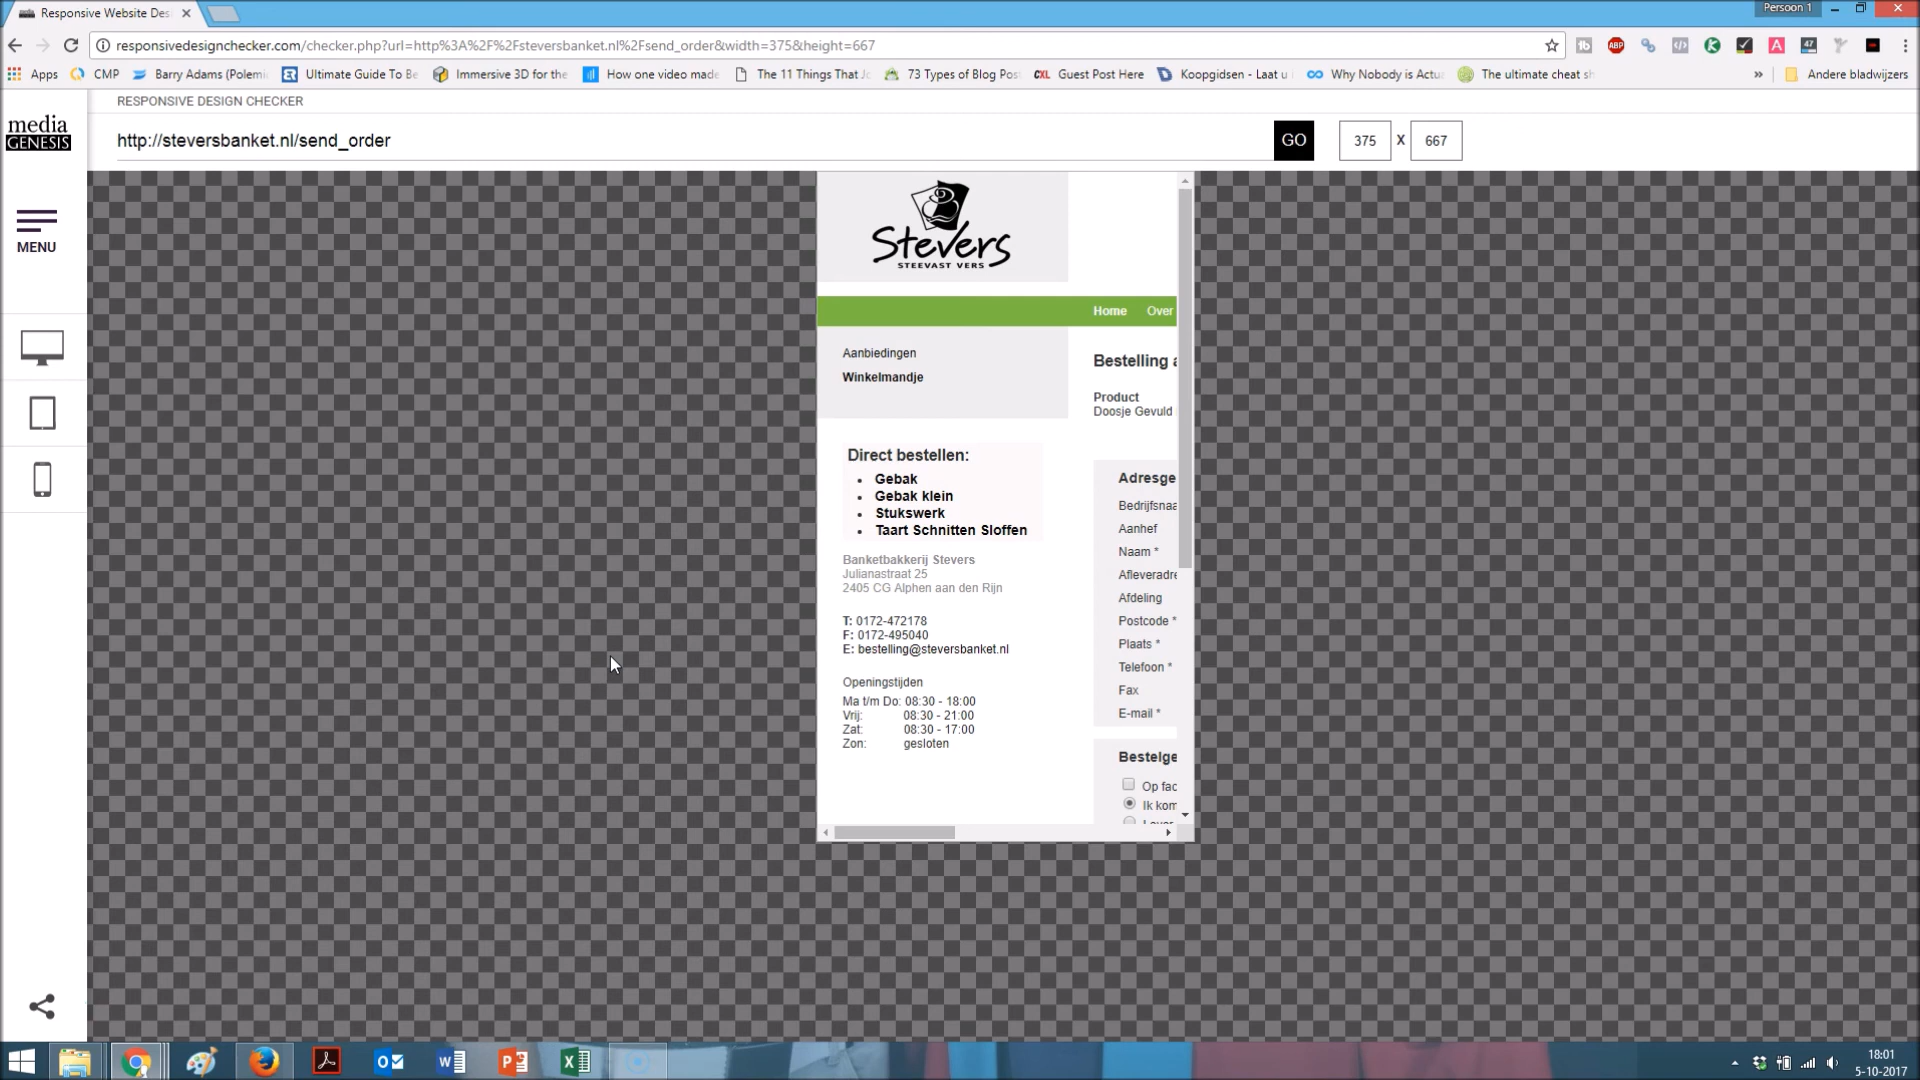 Responsive Website Des
Persoon 1
responsivedesignchecker.com/checker.php?url=http%3A%2F%2Fsteversbanket.nl%2Fsend_order&width=375&height=667
ABP
A
47
Apps
CMP
Barry Adams (Polemi
Ultimate Guide To Be
Immersive 3D for the
How one video made
The 11 Things That
73 Types of Blog Pos
CXL Guest Post Here
Koopgidsen - Laat u
Why Nobody is Actu
The ultimate cheat s
»
Andere bladwijzers
RESPONSIVE DESIGN CHECKER
media
GENESIS
http://steversbanket.nl/send_order
GO
375 X 667
MENU
Stevers
STEEVAST VERS
Home Over
Aanbiedingen
Winkelmandje
Direct bestellen:
• Gebak
• Gebak klein
• Stukswerk
• Taart Schnitten Sloffen
Banketbakkerij Stevers
Julianastraat 25
2405 CG Alphen aan den Rijn
T: 0172-472178
F: 0172-495040
E: bestelling@steversbanket.nl
Openingstijden
Ma t/m Do: 08:30 - 18:00
Vrij: 08:30 - 21:00
Zat: 08:30 - 17:00
Zon: gesloten
Bestelling a
Product
Doosje Gevuld
Adresge
Bedrijfsnaa
Aanhef
Naam *
Afleveradre
Afdeling
Postcode *
Plaats *
Telefoon *
Fax
E-mail *
Bestelge
Op fac
Ik kom
18:01
5-10-2017